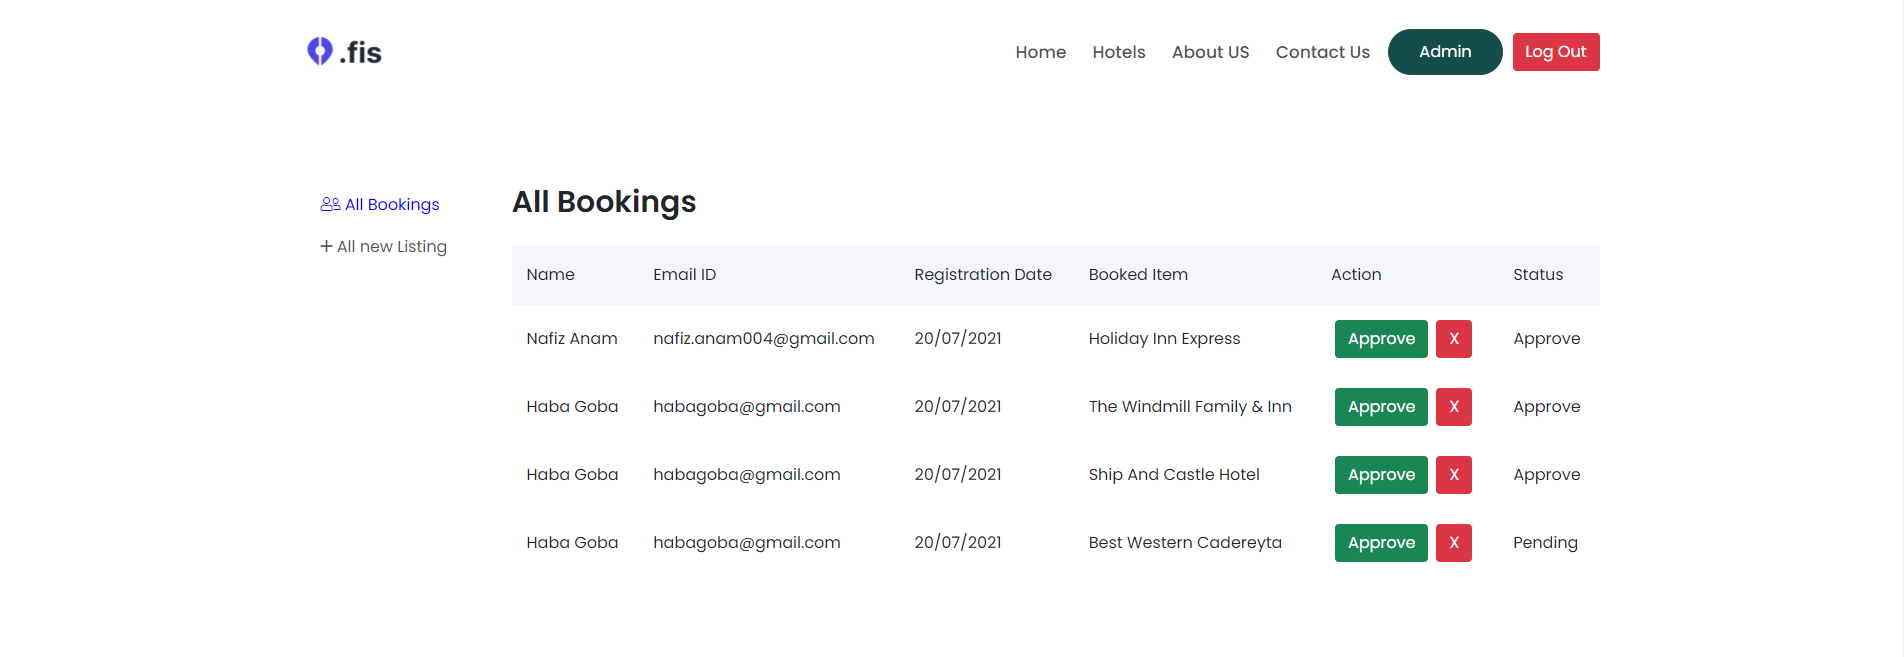 .fis Home Hotels About US Contact Us Admin Log Out
All Bookings
All new Listing
All Bookings
Name Email ID Registration Date Booked Item Action Status
Nafiz Anam nafiz.anam004@gmail.com 20/07/2021 Holiday Inn Express Approve X Approve
Haba Goba habagoba@gmail.com 20/07/2021 The Windmill Family & Inn Approve X Approve
Haba Goba habagoba@gmail.com 20/07/2021 Ship And Castle Hotel Approve X Approve
Haba Goba habagoba@gmail.com 20/07/2021 Best Western Cadereyta Approve X Pending